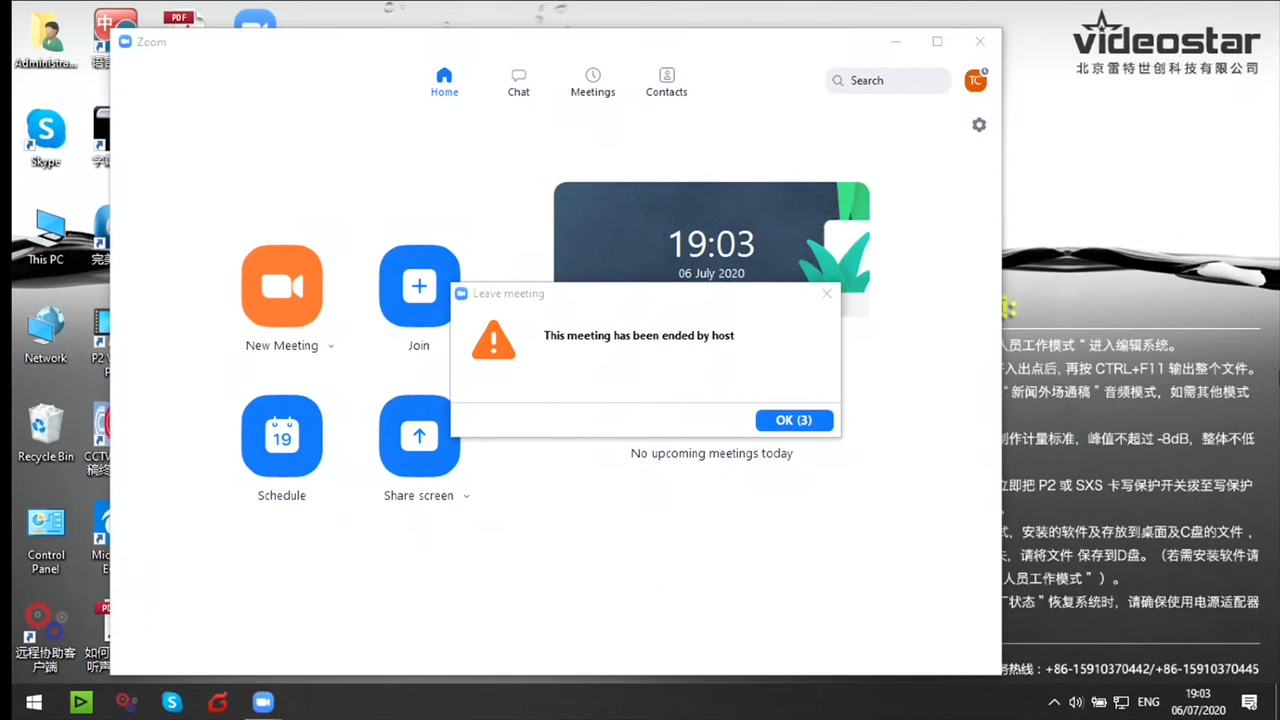 PDF
videostar
北京雷特世创科技有限公司
Zoom
Administra...
Home
Chat
Meetings
Contacts
Search
TC
S
Skype
This PC
19:03
06 July 2020
New Meeting
Join
Leave meeting
This meeting has been ended by host
OK (3)
Network
P2 V
人员工作模式“进入编辑系统。
入出点后, 再按 CTRL+F11 输出整个文件。
“新闻外场通稿”音频模式，如需其他模式
制作计量标准，峰值不超过 -8dB，整体不低
立即把 P2 或 SXS 卡写保护开关拨至写保护
式，安装的软件及存放到桌面及C盘的文件，
请将文件 保存到D盘。（若需安装软件请
人员工作模式”）。
状态”恢复系统时，请确保使用电源适配器
No upcoming meetings today
Recycle Bin
CCTV
19
Schedule
Share screen
Control
Panel
Mic
远程协助客
户端
如何
听声
务热线：+86-15910370442/+86-15910370445
ENG
19:03
06/07/2020